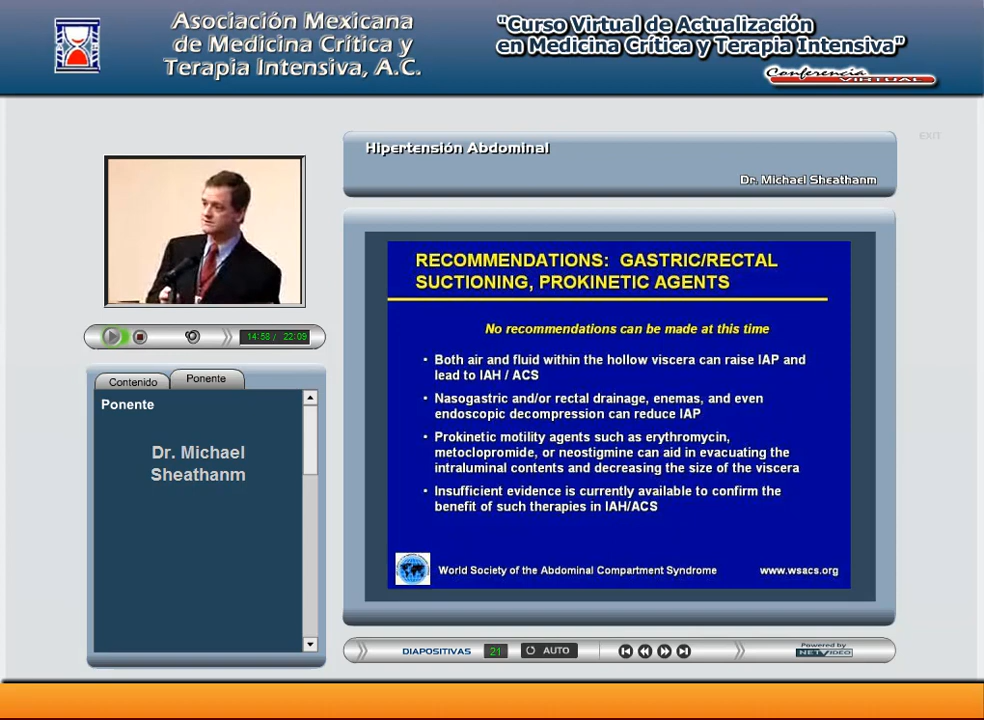 Asociación Mexicana
de Medicina Crítica y
Terapia Intensiva, A.C.
"Curso Virtual de Actualización
en Medicina Crítica y Terapia Intensiva"
Conferencia
VIRTUAL
EXIT
Hipertensión Abdominal
Dr. Michael Sheathanm
14:58 / 22:09
Contenido
Ponente
Ponente
Dr. Michael
Sheathanm
RECOMMENDATIONS: GASTRIC/RECTAL
SUCTIONING, PROKINETIC AGENTS
No recommendations can be made at this time
• Both air and fluid within the hollow viscera can raise IAP and
lead to IAH / ACS
• Nasogastric and/or rectal drainage, enemas, and even
endoscopic decompression can reduce IAP
• Prokinetic motility agents such as erythromycin,
metoclopromide, or neostigmine can aid in evacuating the
intraluminal contents and decreasing the size of the viscera
• Insufficient evidence is currently available to confirm the
benefit of such therapies in IAH/ACS
World Society of the Abdominal Compartment Syndrome
www.wsacs.org
DIAPOSITIVAS
21
AUTO
Powered by
NETVIDEO